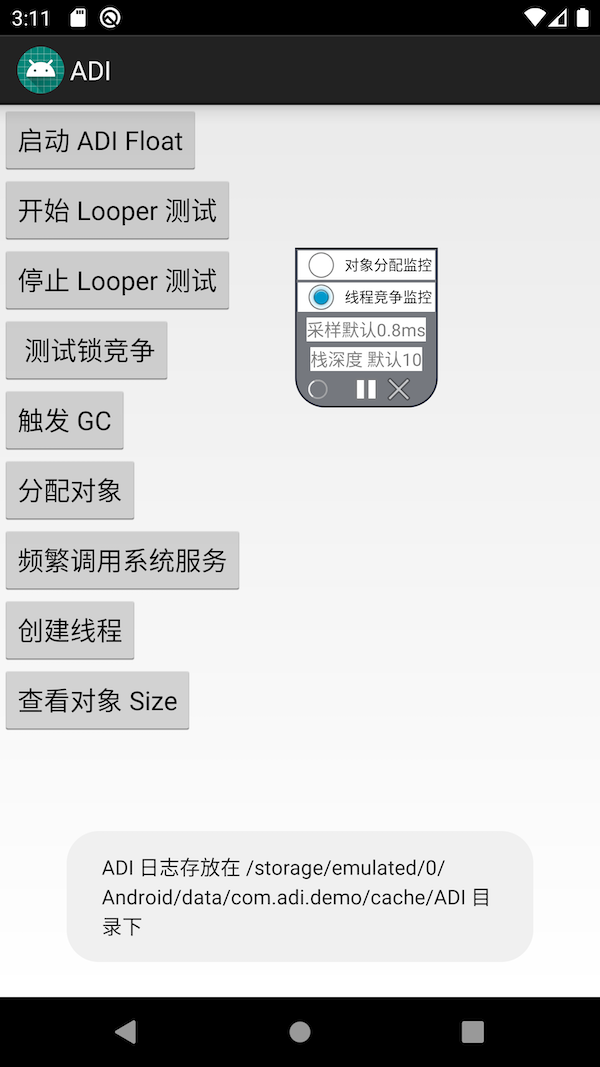 3:11
ADI
启动 ADI Float
开始 Looper 测试
停止 Looper 测试
测试锁竞争
触发 GC
分配对象
频繁调用系统服务
创建线程
查看对象 Size
对象分配监控
线程竞争监控
采样默认0.8ms
栈深度 默认10
ADI 日志存放在 /storage/emulated/0/
Android/data/com.adi.demo/cache/ADI 目
录下